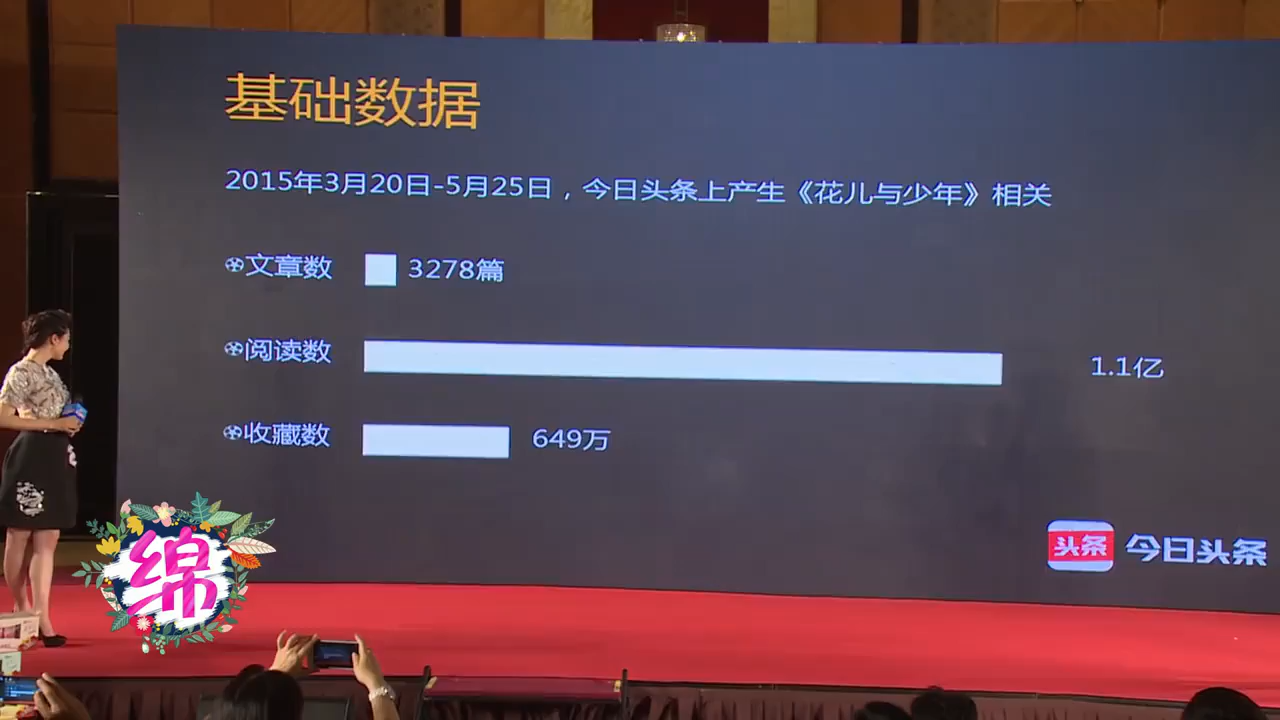 基础数据
2015年3月20日-5月25日，今日头条上产生《花儿与少年》相关
文章数 3278篇
阅读数 1.1亿
收藏数 649万
头条 今日头条
绵